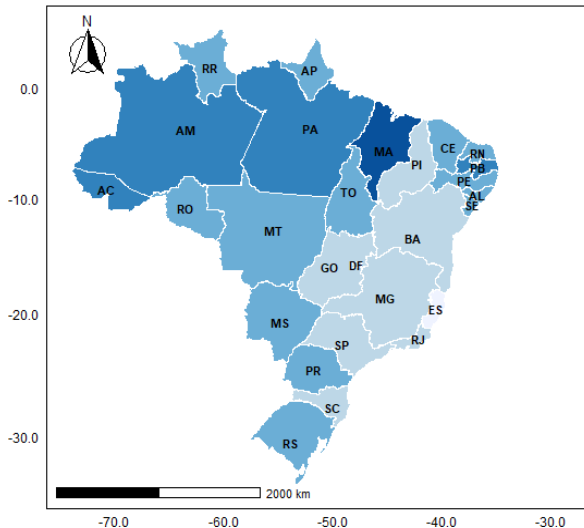 N
RR
AP
0.0
AM
PA
MA
CE
RN
PI
PB
AC
TO
PE
AL
-10.0
RO
SE
MT
BA
GO
DF
MG
ES
-20.0
MS
SP
RJ
PR
SC
-30.0
RS
2000 km
-70.0 -60.0 -50.0 -40.0 -30.0